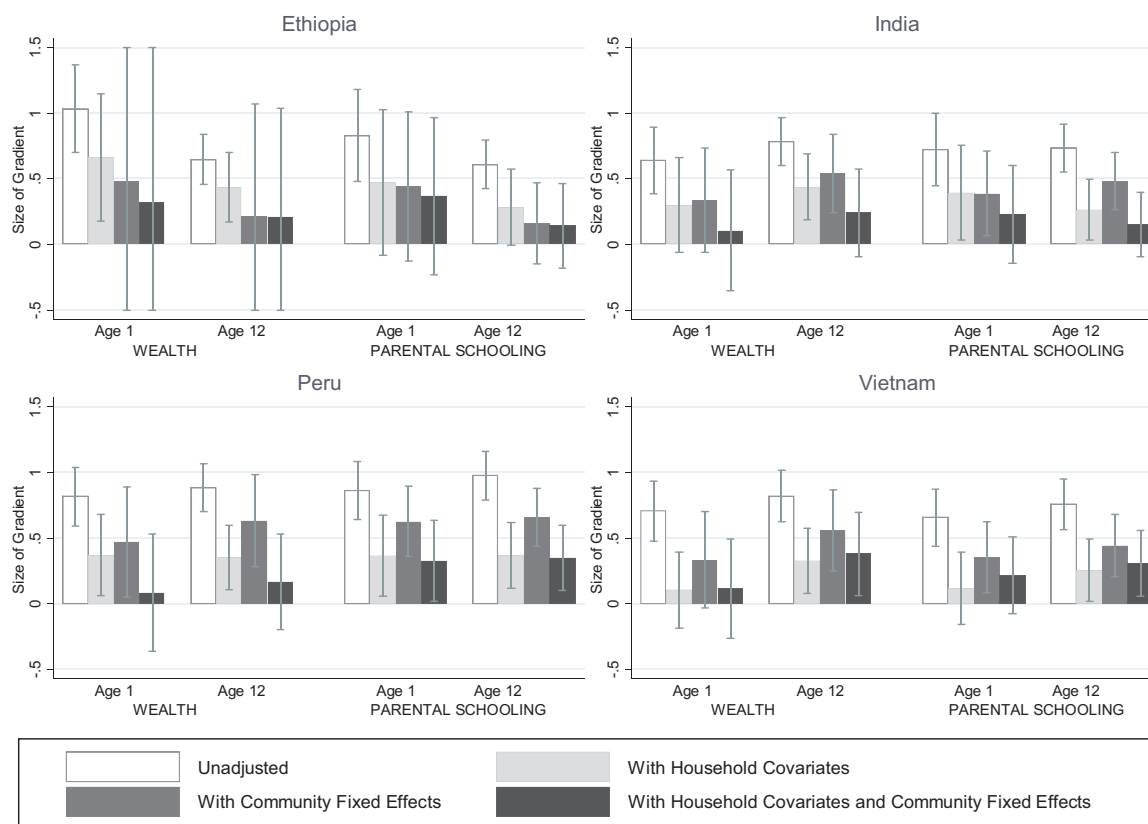 Ethiopia
Size of Gradient
1.5
1
.5
0
-.5
Age 1
Age 12
Age 1
Age 12
WEALTH
PARENTAL SCHOOLING
India
Size of Gradient
1.5
1
.5
0
-.5
Age 1
Age 12
Age 1
Age 12
WEALTH
PARENTAL SCHOOLING
Peru
Size of Gradient
1.5
1
.5
0
-.5
Age 1
Age 12
Age 1
Age 12
WEALTH
PARENTAL SCHOOLING
Vietnam
Size of Gradient
1.5
1
.5
0
-.5
Age 1
Age 12
Age 1
Age 12
WEALTH
PARENTAL SCHOOLING
Unadjusted
With Household Covariates
With Community Fixed Effects
With Household Covariates and Community Fixed Effects